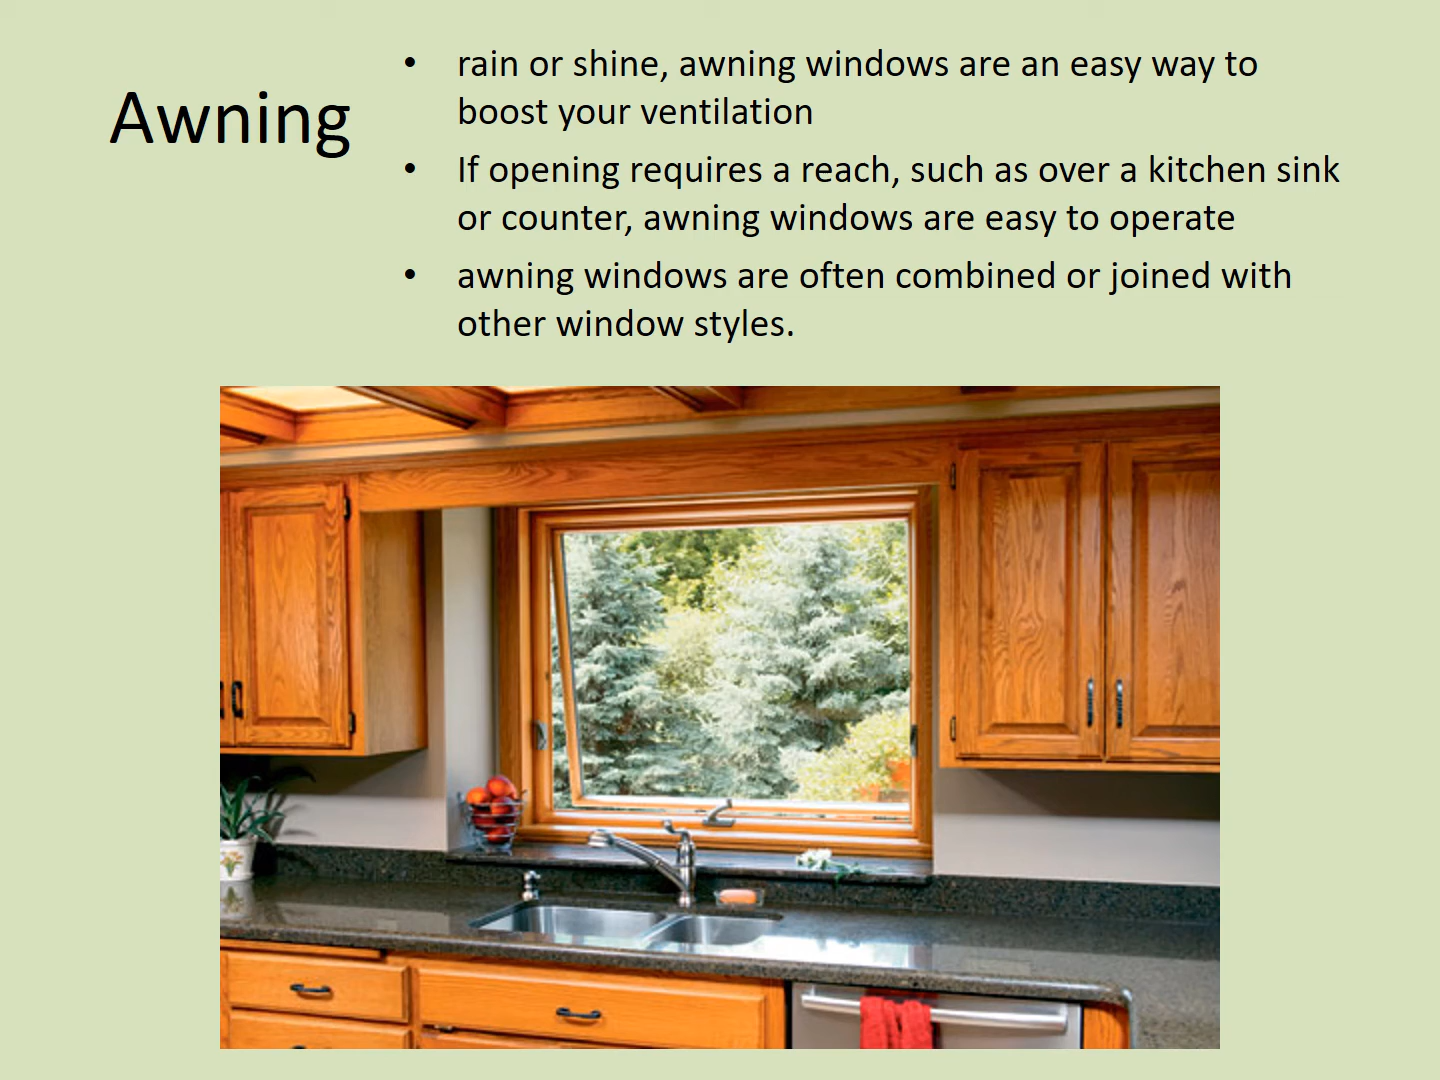 Awning
• rain or shine, awning windows are an easy way to
boost your ventilation
• If opening requires a reach, such as over a kitchen sink
or counter, awning windows are easy to operate
• awning windows are often combined or joined with
other window styles.